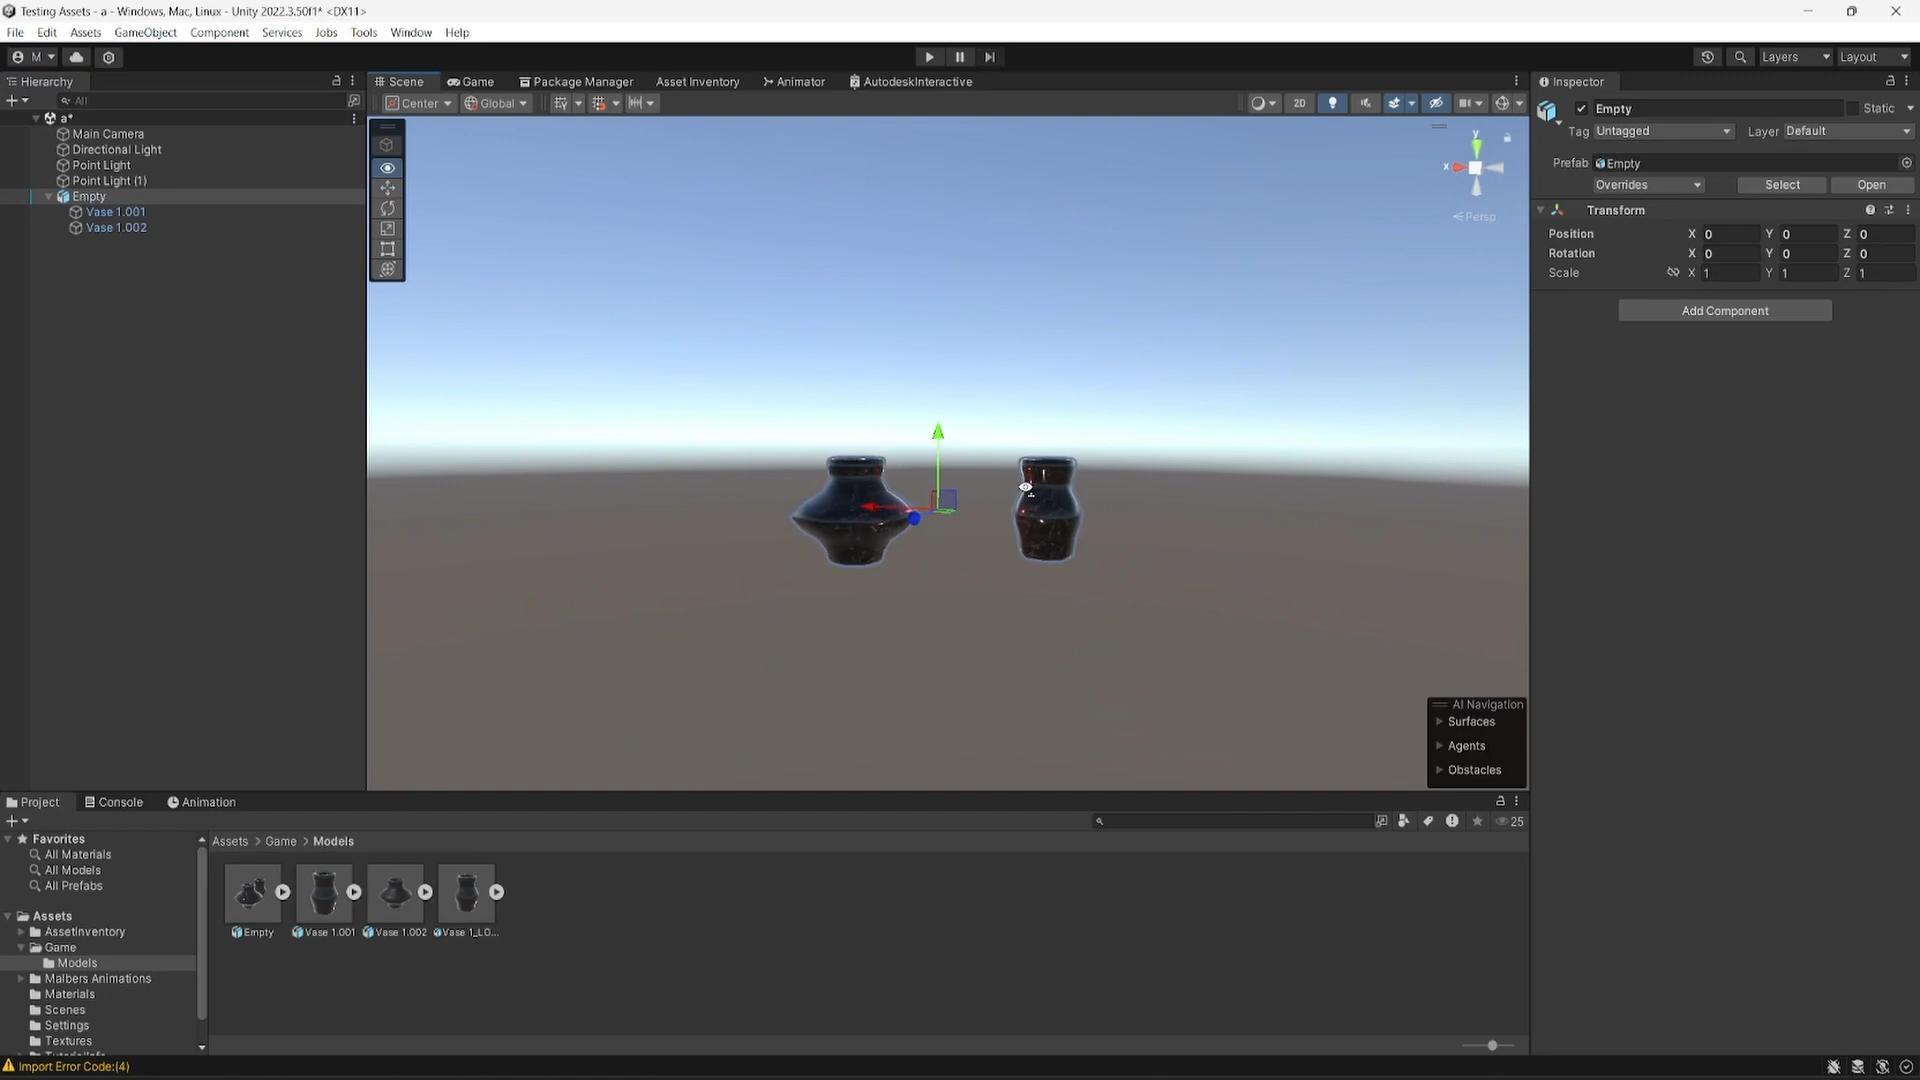 Testing Assets - a - Windows, Mac, Linux - Unity 2022.3.50f1* <DX11>
File Edit Assets GameObject Component Services Jobs Tools Window Help
M Layers Layout
Hierarchy Scene Game Package Manager Asset Inventory Animator AutodeskInteractive Inspector
All Center Global 2D
a*
Main Camera
Directional Light
Point Light
Point Light (1)
Empty
Vase 1.001
Vase 1.002
y
x
Persp
AI Navigation
Surfaces
Agents
Obstacles
Empty Static
Tag Untagged Layer Default
Prefab Empty
Overrides Select Open
Transform
Position X 0 Y 0 Z 0
Rotation X 0 Y 0 Z 0
Scale X 1 Y 1 Z 1
Add Component
Project Console Animation
25
Favorites
All Materials
All Models
All Prefabs
Assets
AssetInventory
Game
Models
Malbers Animations
Materials
Scenes
Settings
Textures
Assets > Game > Models
Empty Vase 1.001 Vase 1.002 Vase 1_LO...
Import Error Code:(4)